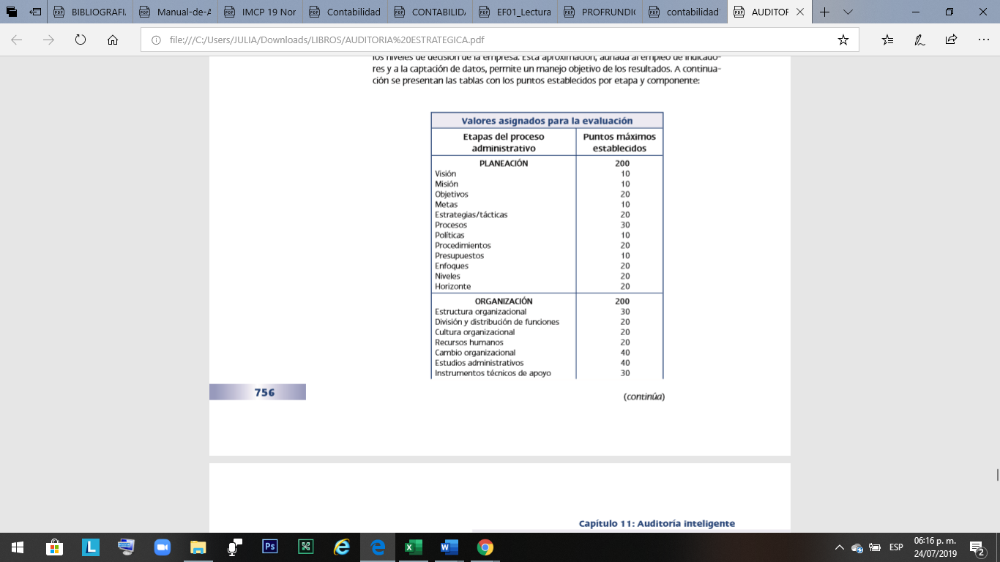 BIBLIOGRAFI
Manual-de-A
IMCP 19 Nor
Contabilidad
CONTABILIDA
EF01_Lectura
PROFRUNDIC
contabilidad
AUDITOF
file:///C:/Users/JULIA/Downloads/LIBROS/AUDITORIA%20ESTRATEGICA.pdf
los niveles de decisión de la empresa. Esta aproximación, aunada al empleo de indicado-
res y a la captación de datos, permite un manejo objetivo de los resultados. A continua-
ción se presentan las tablas con los puntos establecidos por etapa y componente:
Valores asignados para la evaluación
Etapas del proceso administrativo
Puntos máximos establecidos
PLANEACIÓN 200
Visión 10
Misión 10
Objetivos 20
Metas 10
Estrategias/tácticas 20
Procesos 30
Políticas 10
Procedimientos 20
Presupuestos 10
Enfoques 20
Niveles 20
Horizonte 20
ORGANIZACIÓN 200
Estructura organizacional 30
División y distribución de funciones 20
Cultura organizacional 20
Recursos humanos 20
Cambio organizacional 40
Estudios administrativos 40
Instrumentos técnicos de apoyo 30
756
(continúa)
Capítulo 11: Auditoría inteligente
ESP
06:16 p. m.
24/07/2019
2